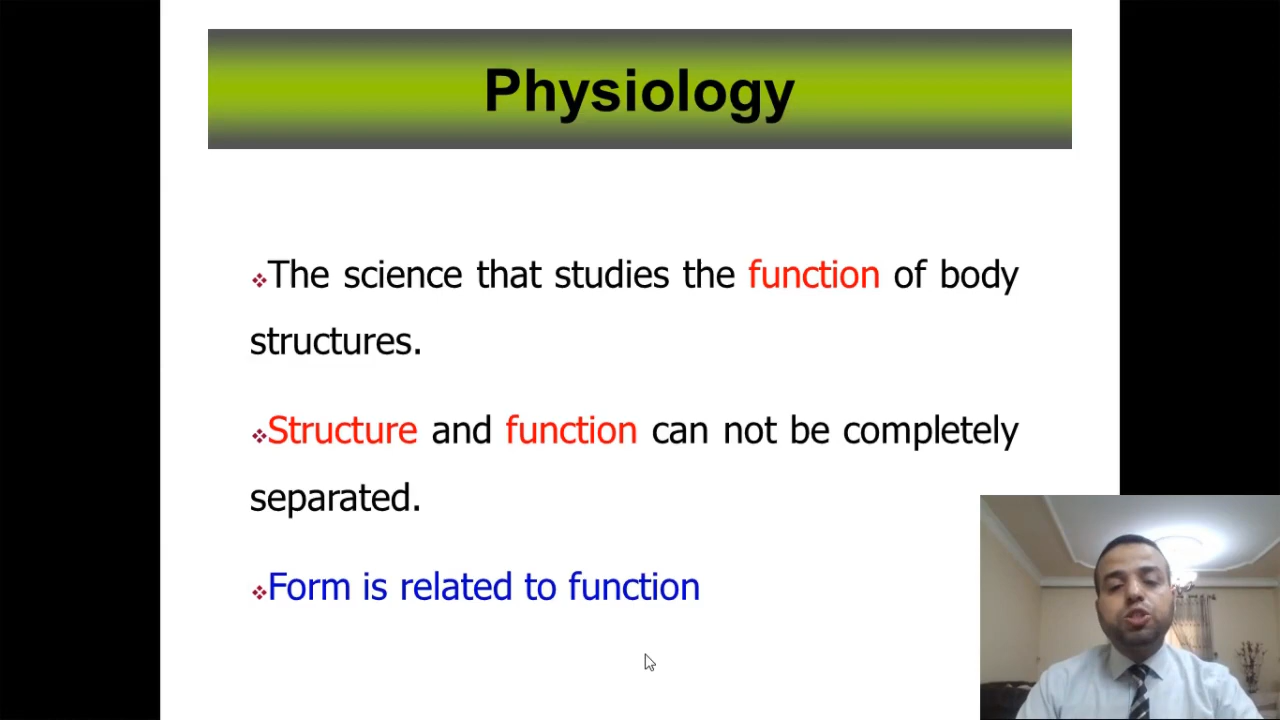 Physiology
The science that studies the function of body
structures.
Structure and function can not be completely
separated.
Form is related to function